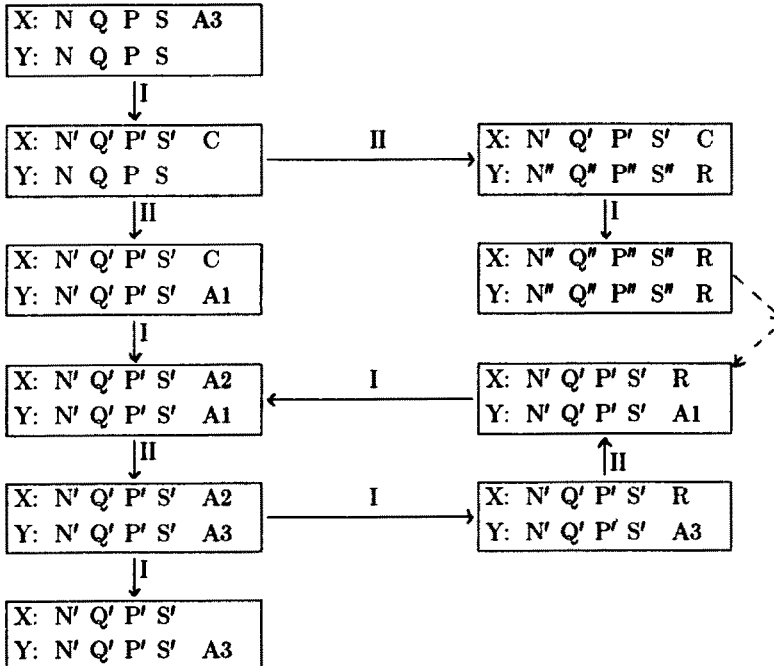 X: N Q P S A3
Y: N Q P S
I
X: N' Q' P' S' C
Y: N Q P S
II
X: N' Q' P' S' C
Y: N" Q" P" S" R
II
I
X: N' Q' P' S' C
Y: N' Q' P' S' A1
X: N" Q" P" S" R
Y: N" Q" P" S" R
I
X: N' Q' P' S' A2
Y: N' Q' P' S' A1
I
X: N' Q' P' S' R
Y: N' Q' P' S' A1
II
II
X: N' Q' P' S' A2
Y: N' Q' P' S' A3
I
X: N' Q' P' S' R
Y: N' Q' P' S' A3
I
X: N' Q' P' S'
Y: N' Q' P' S' A3